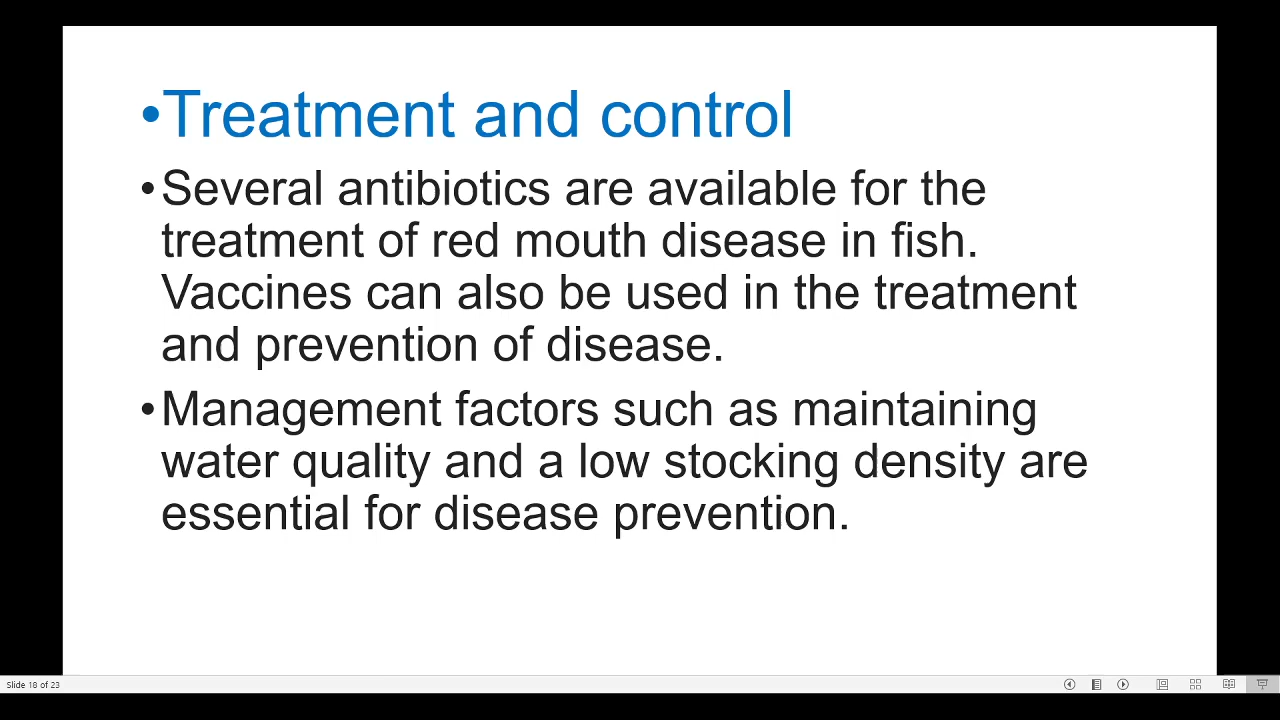 •Treatment and control
•Several antibiotics are available for the
treatment of red mouth disease in fish.
Vaccines can also be used in the treatment
and prevention of disease.
•Management factors such as maintaining
water quality and a low stocking density are
essential for disease prevention.
Slide 18 of 23